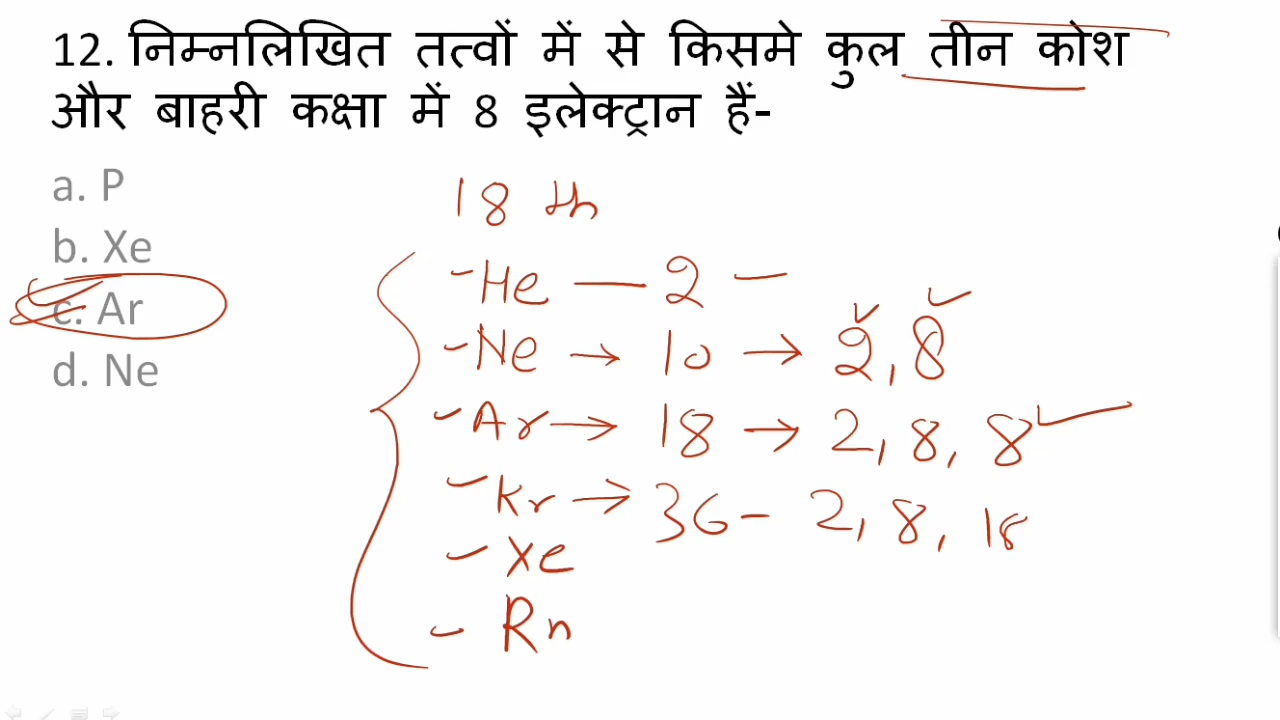 12. निम्नलिखित तत्वों में से किसमे कुल तीन कोश
और बाहरी कक्षा में 8 इलेक्ट्रान हैं-
a. P
b. Xe
c. Ar
d. Ne
18 th
-He — 2 —
-Ne → 10 → 2, 8
-Ar → 18 → 2, 8, 8
-Kr → 36 - 2, 8, 18
-Xe
- Rn